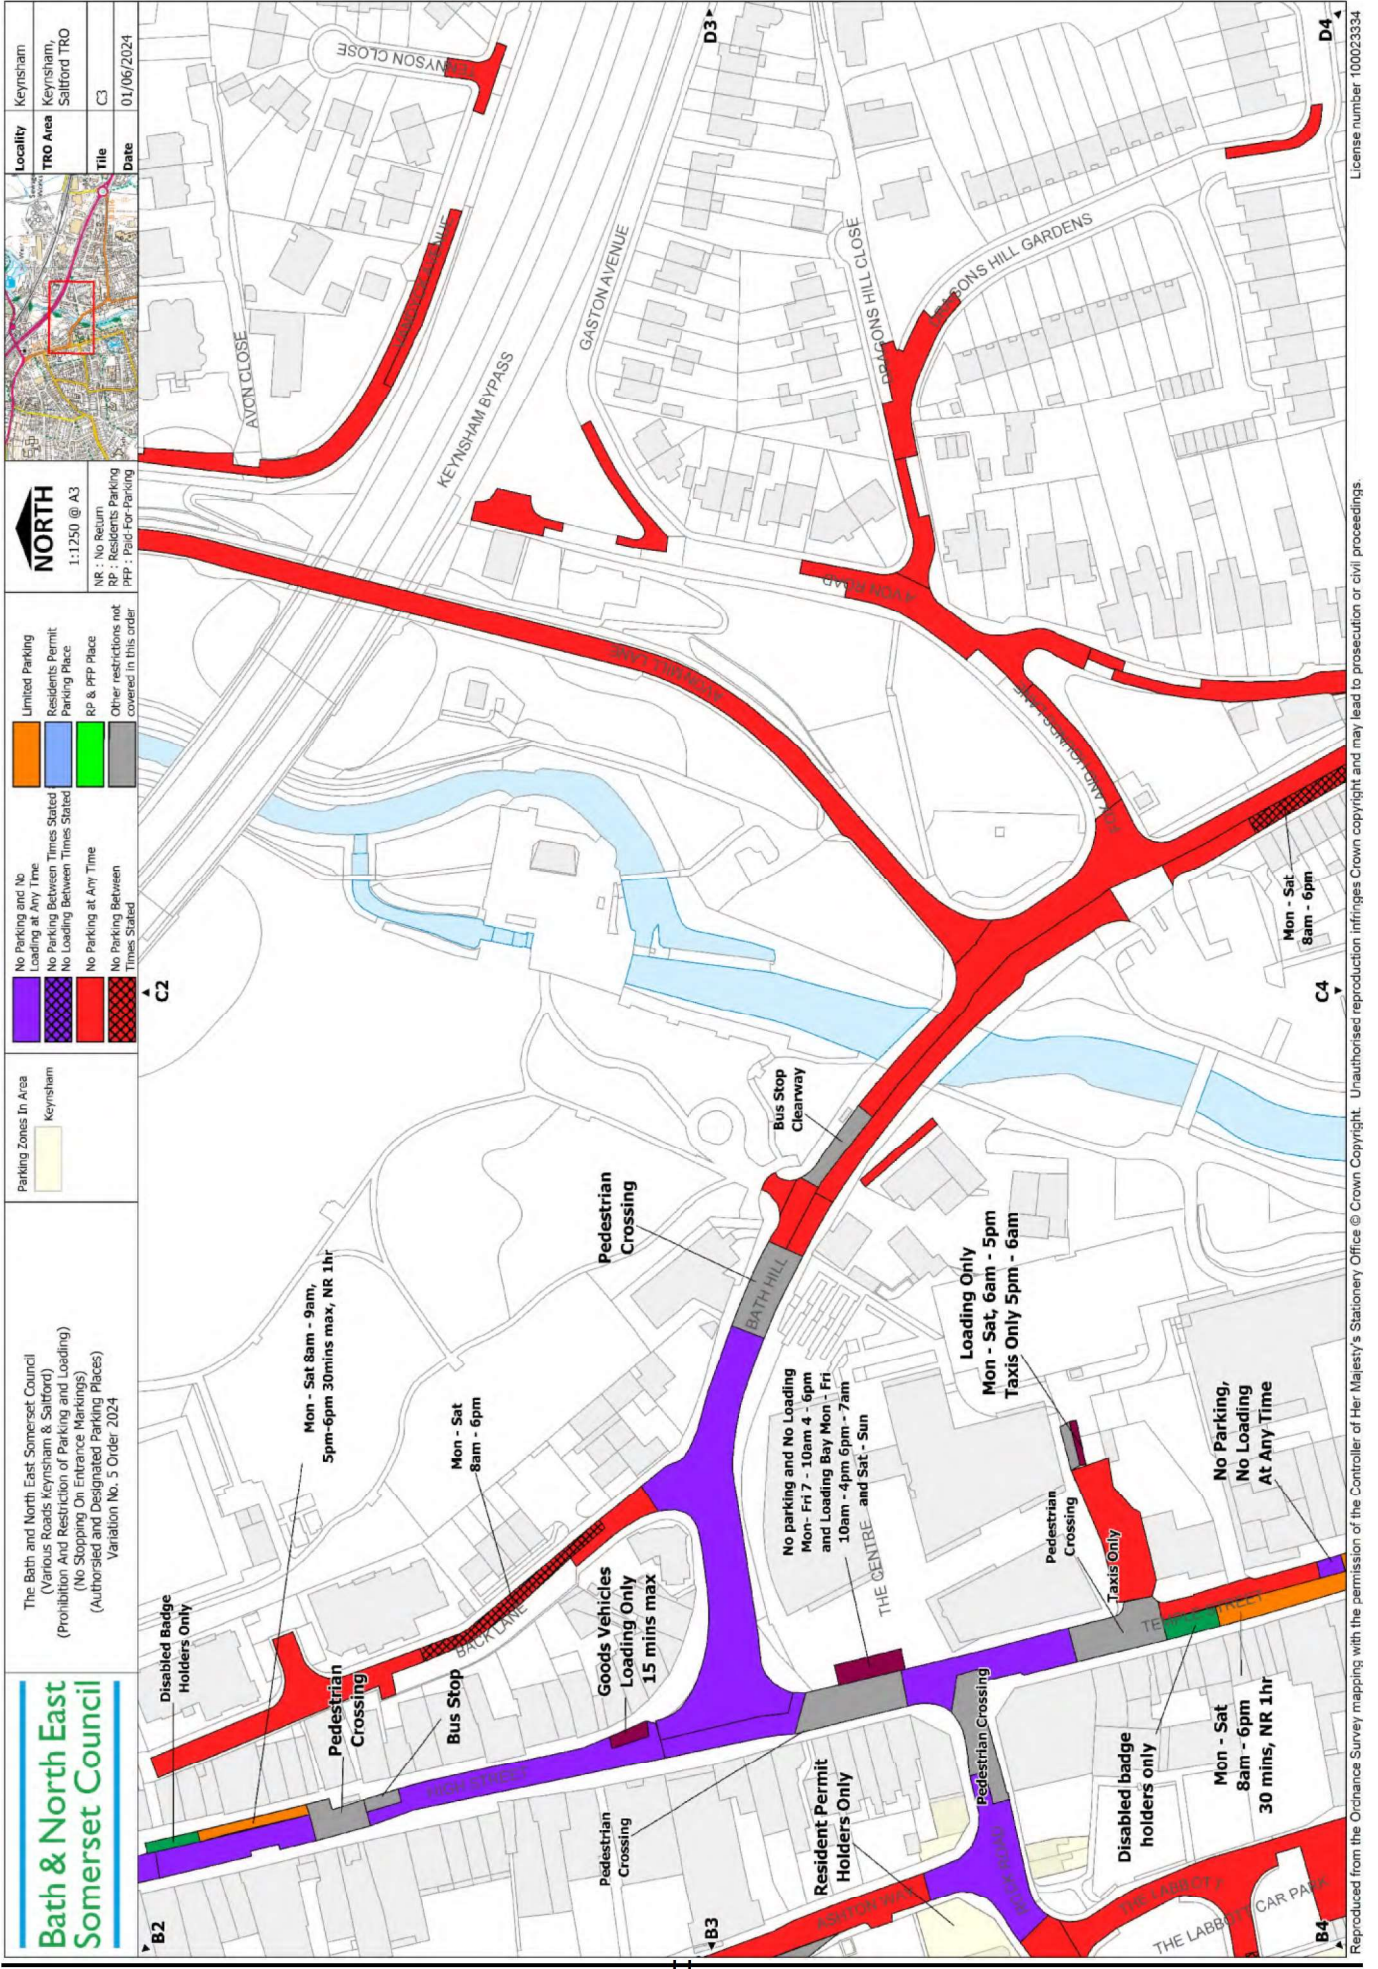 Bath & North East
Somerset Council
The Bath and North East Somerset Council
(Various Roads Keynsham & Saltford)
(Prohibition And Restriction of Parking and Loading)
(No Stopping On Entrance Markings)
(Authorsied and Designated Parking Places)
Variation No. 5 Order 2024
Parking Zones In Area
Keynsham
No Parking and No
Loading at Any Time
No Parking Between Times Stated
No Loading Between Times Stated
No Parking at Any Time
No Parking Between
Times Stated
Limited Parking
Residents Permit
Parking Place
RP & PFP Place
Other restrictions not
covered in this order
NORTH
1:1250 @ A3
NR : No Return
RP : Residents Parking
PFP : Paid-For-Parking
Locality
Keynsham
TRO Area
Keynsham,
Saltford TRO
Tile
C3
Date
01/06/2024
B2
C2
Disabled Badge
Holders Only
Mon - Sat 8am - 9am,
5pm-6pm 30mins max, NR 1hr
Pedestrian
Crossing
Mon - Sat
8am - 6pm
BACK LANE
Bus Stop
HIGH STREET
Goods Vehicles
Loading Only
15 mins max
Pedestrian
Crossing
Pedestrian
Crossing
BATH HILL
Bus Stop
Clearway
AVON MILL LANE
AVON CLOSE
KEYNSHAM BYPASS
TENNYSON CLOSE
GASTON AVENUE
B3
D3
AVON ROAD
DRAGONS HILL CLOSE
DRAGONS HILL GARDENS
FOX AND HOUNDS LANE
No parking and No Loading
Mon- Fri 7 - 10am 4 - 6pm
and Loading Bay Mon - Fri
10am - 4pm 6pm - 7am
and Sat - Sun
THE CENTRE
Resident Permit
Holders Only
ASHTON WAY
Pedestrian Crossing
Loading Only
Mon - Sat, 6am - 5pm
Taxis Only 5pm - 6am
Pedestrian
Crossing
Taxis Only
TEMPLE STREET
Disabled badge
holders only
Mon - Sat
8am - 6pm
30 mins, NR 1hr
No Parking,
No Loading
At Any Time
Mon - Sat
8am - 6pm
THE LABBOTT
THE LABBOTT CAR PARK
B4
C4
D4
Reproduced from the Ordnance Survey mapping with the permission of the Controller of Her Majesty's Stationery Office © Crown Copyright. Unauthorised reproduction infringes Crown copyright and may lead to prosecution or civil proceedings.
License number 100023334